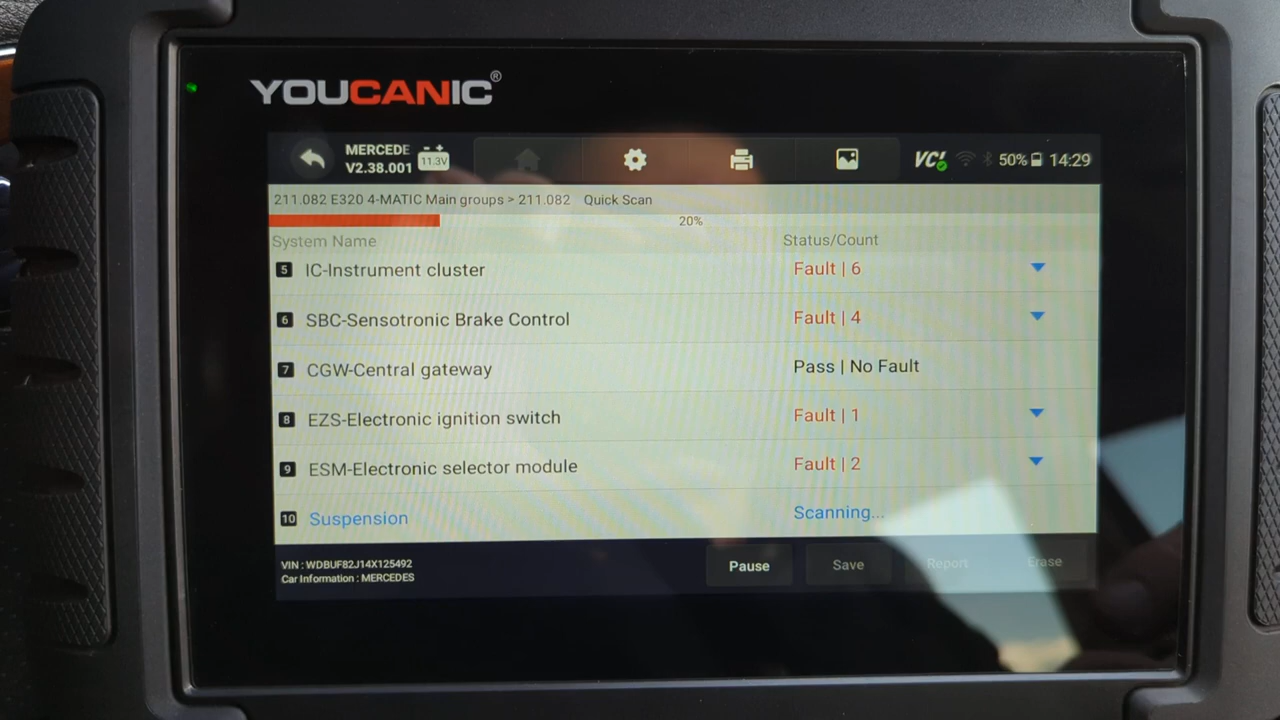 YOUCANIC®
MERCEDE
V2.38.001
11.3V
VCI
50%
14:29
211.082 E320 4-MATIC Main groups > 211.082 Quick Scan
20%
System Name Status/Count
5 IC-Instrument cluster Fault | 6
6 SBC-Sensotronic Brake Control Fault | 4
7 CGW-Central gateway Pass | No Fault
8 EZS-Electronic ignition switch Fault | 1
9 ESM-Electronic selector module Fault | 2
10 Suspension Scanning...
VIN : WDBUF82J14X125492
Car Information : MERCEDES
Pause Save Report Erase